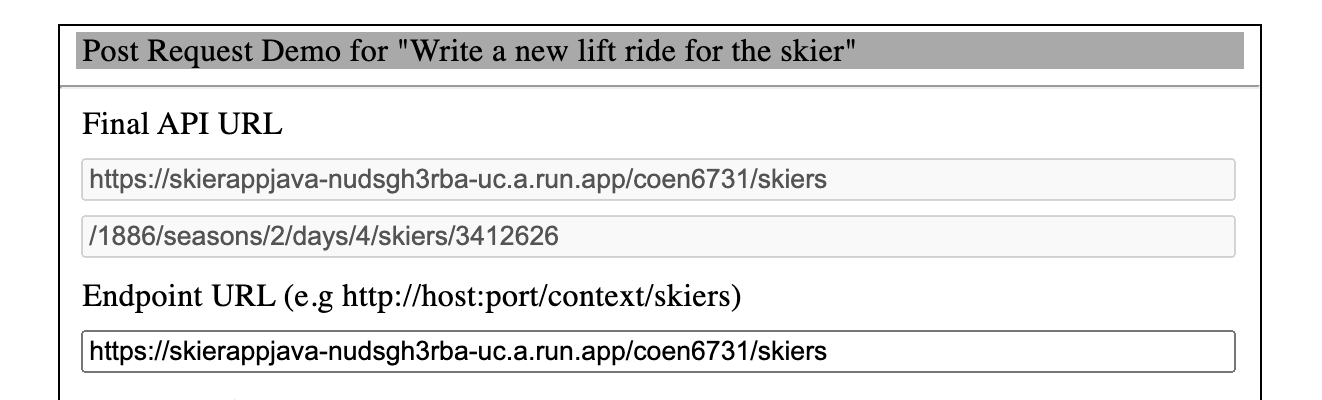 Post Request Demo for "Write a new lift ride for the skier"
Final API URL
https://skierappjava-nudsgh3rba-uc.a.run.app/coen6731/skiers
/1886/seasons/2/days/4/skiers/3412626
Endpoint URL (e.g http://host:port/context/skiers)
https://skierappjava-nudsgh3rba-uc.a.run.app/coen6731/skiers